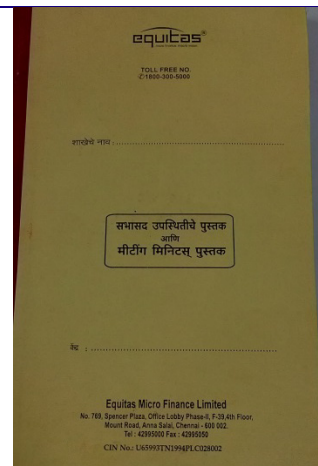 equitas®
TOLL FREE NO.
✆1800-300-5000
शाखेचे नाव :
सभासद उपस्थितीचे पुस्तक
आणि
मीटींग मिनिटस् पुस्तक
केंद्र :
Equitas Micro Finance Limited
No. 769, Spencer Plaza, Office Lobby Phase-II, F-39,4th Floor,
Mount Road, Anna Salai, Chennai - 600 002.
Tel : 42995000 Fax : 42995050
CIN No.: U65993TN1994PLC028002